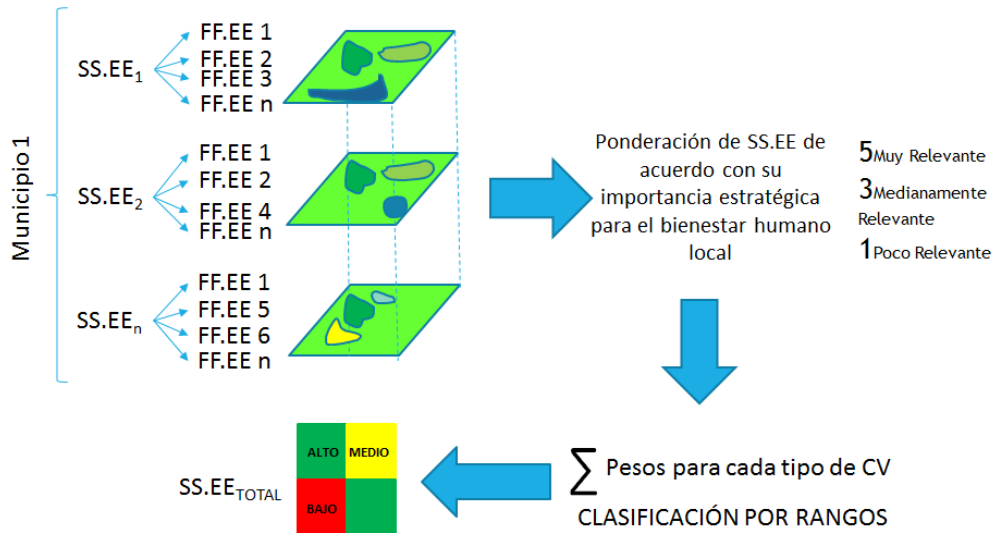 Municipio 1
SS.EE1
FF.EE 1
FF.EE 2
FF.EE 3
FF.EE n
SS.EE2
FF.EE 1
FF.EE 2
FF.EE 4
FF.EE n
SS.EEn
FF.EE 1
FF.EE 5
FF.EE 6
FF.EE n
Ponderación de SS.EE de
acuerdo con su
importancia estratégica
para el bienestar humano
local
5Muy Relevante
3Medianamente
Relevante
1Poco Relevante
∑ Pesos para cada tipo de CV
CLASIFICACIÓN POR RANGOS
SS.EETOTAL
ALTO MEDIO
BAJO